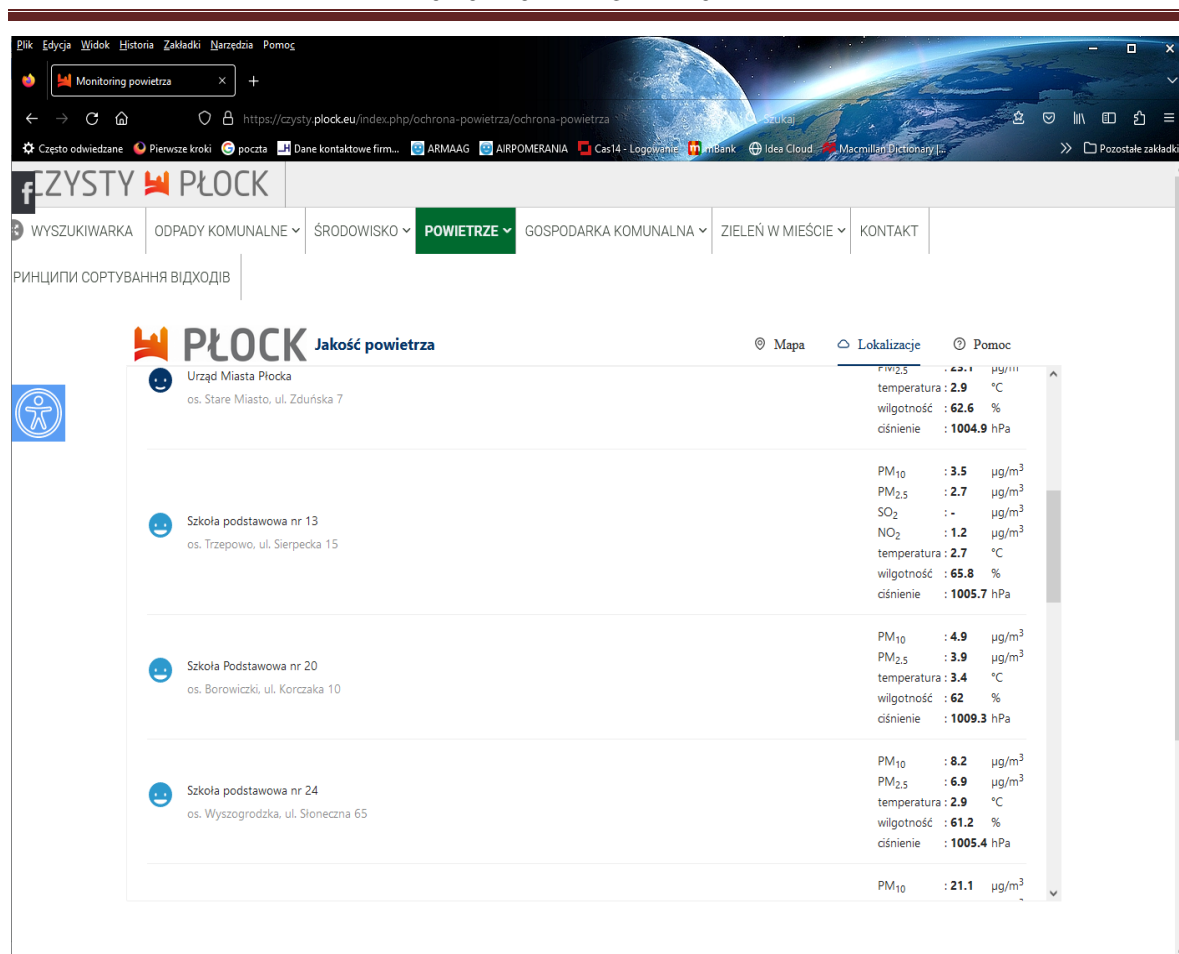 Plik Edycja Widok Historia Zakładki Narzędzia Pomoc
Monitoring powietrza
https://czysty.plock.eu/index.php/ochrona-powietrza/ochrona-powietrza
Szukaj
Często odwiedzane Pierwsze kroki poczta Dane kontaktowe firm... ARMAAG AIRPOMERANIA Cas14 - Logowanie mBank Idea Cloud Macmillan Dictionary |... Pozostałe zakładki
CZYSTY PŁOCK
WYSZUKIWARKA ODPADY KOMUNALNE ŚRODOWISKO POWIETRZE GOSPODARKA KOMUNALNA ZIELEŃ W MIEŚCIE KONTAKT
РИНЦИПИ СОРТУВАННЯ ВІДХОДІВ
PŁOCK Jakość powietrza Mapa Lokalizacje Pomoc
Urząd Miasta Płocka
os. Stare Miasto, ul. Zduńska 7
PM2.5 : 23.1 µg/m
temperatura : 2.9 °C
wilgotność : 62.6 %
ciśnienie : 1004.9 hPa
Szkoła podstawowa nr 13
os. Trzepowo, ul. Sierpecka 15
PM10 : 3.5 µg/m3
PM2.5 : 2.7 µg/m3
SO2 : - µg/m3
NO2 : 1.2 µg/m3
temperatura : 2.7 °C
wilgotność : 65.8 %
ciśnienie : 1005.7 hPa
Szkoła Podstawowa nr 20
os. Borowiczki, ul. Korczaka 10
PM10 : 4.9 µg/m3
PM2.5 : 3.9 µg/m3
temperatura : 3.4 °C
wilgotność : 62 %
ciśnienie : 1009.3 hPa
Szkoła podstawowa nr 24
os. Wyszogrodzka, ul. Słoneczna 65
PM10 : 8.2 µg/m3
PM2.5 : 6.9 µg/m3
temperatura : 2.9 °C
wilgotność : 61.2 %
ciśnienie : 1005.4 hPa
PM10 : 21.1 µg/m3